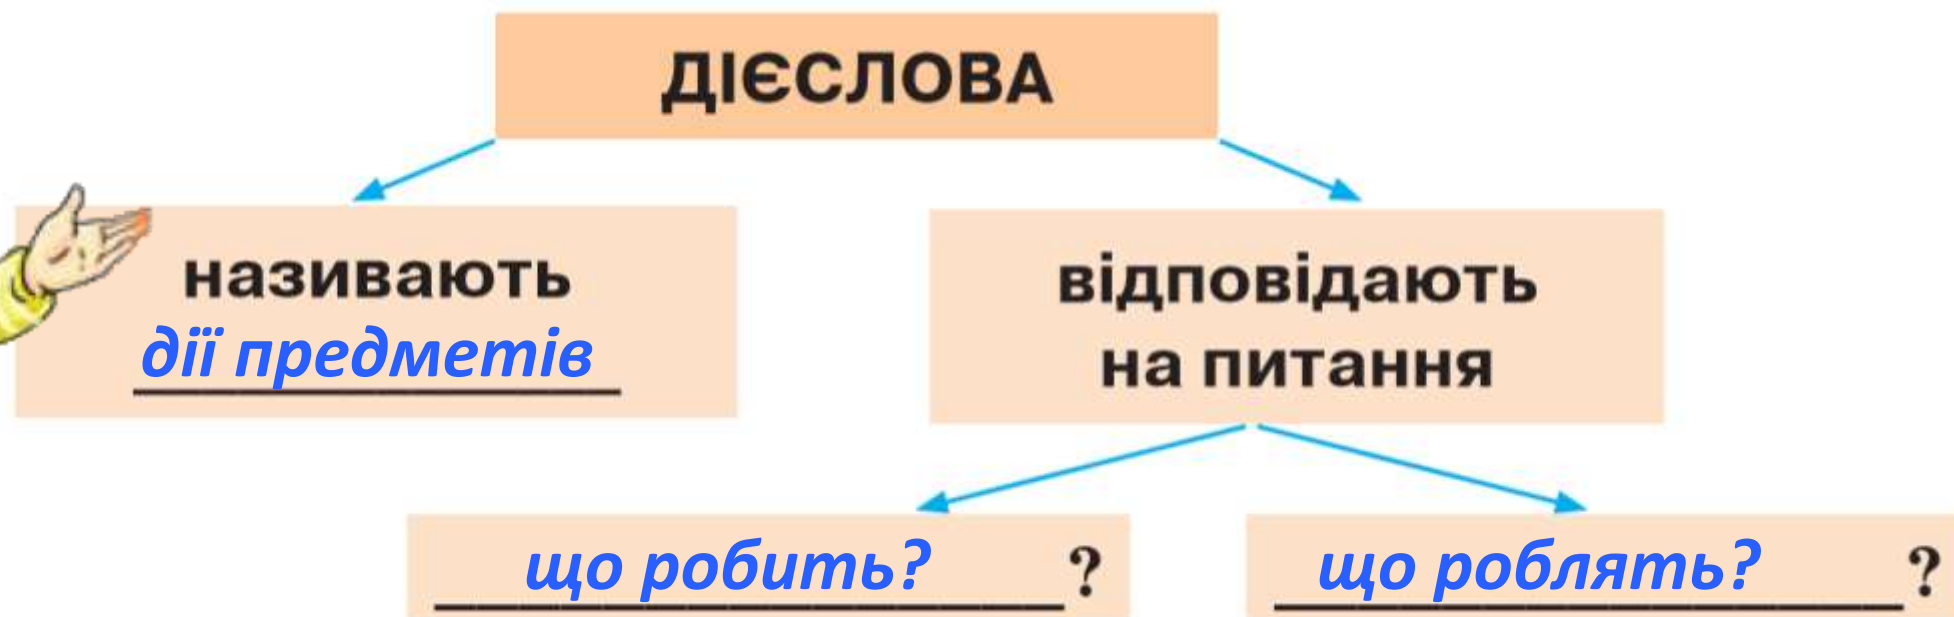 ДІЄСЛОВА
називають
дії предметів
відповідають
на питання
що робить? ?
що роблять? ?